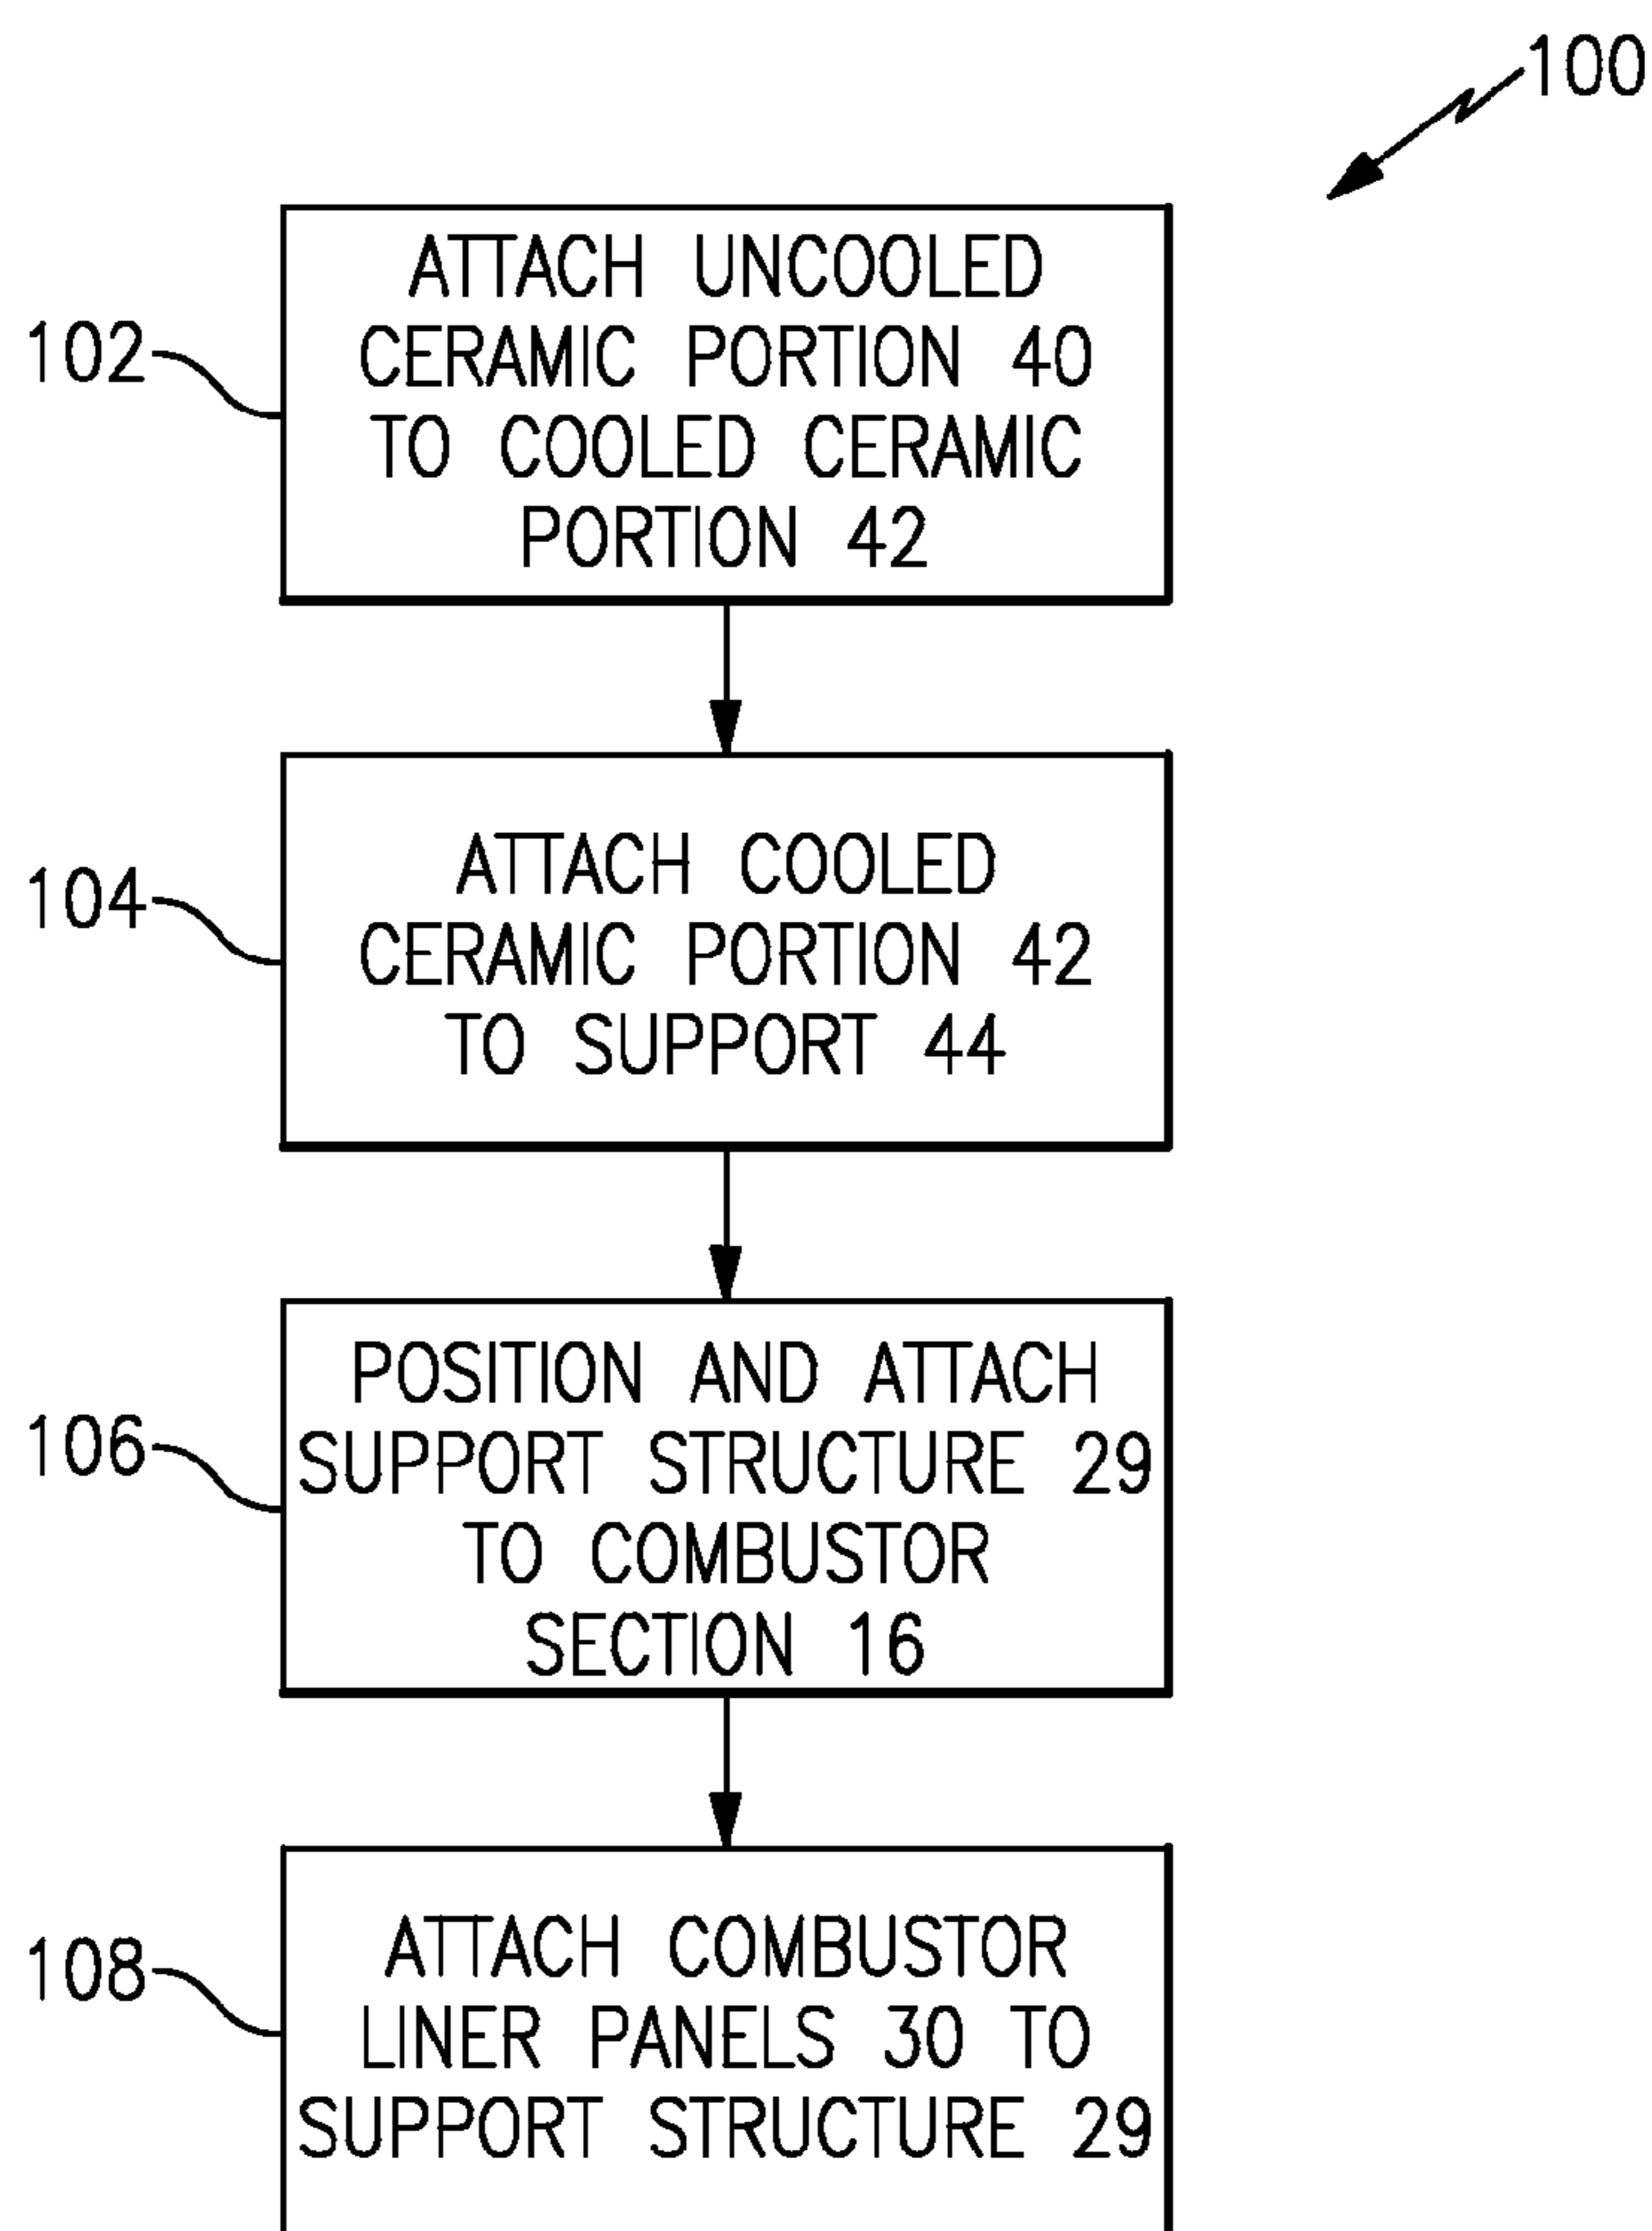 100
102
ATTACH UNCOOLED
CERAMIC PORTION 40
TO COOLED CERAMIC
PORTION 42
104
ATTACH COOLED
CERAMIC PORTION 42
TO SUPPORT 44
106
POSITION AND ATTACH
SUPPORT STRUCTURE 29
TO COMBUSTOR
SECTION 16
108
ATTACH COMBUSTOR
LINER PANELS 30 TO
SUPPORT STRUCTURE 29